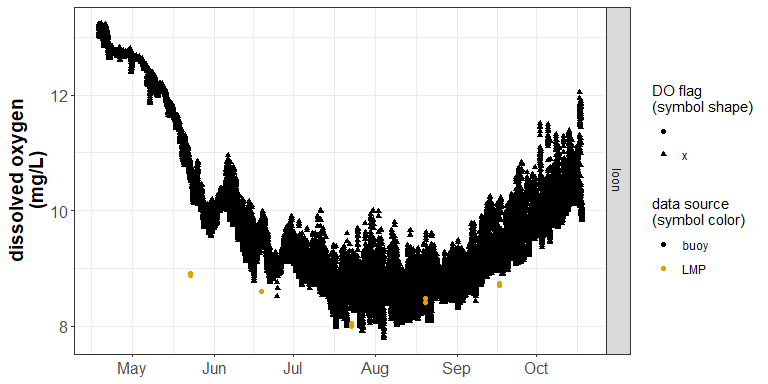 dissolved oxygen
(mg/L)
12
10
8
May
Jun
Jul
Aug
Sep
Oct
loon
DO flag
(symbol shape)
x
data source
(symbol color)
buoy
LMP